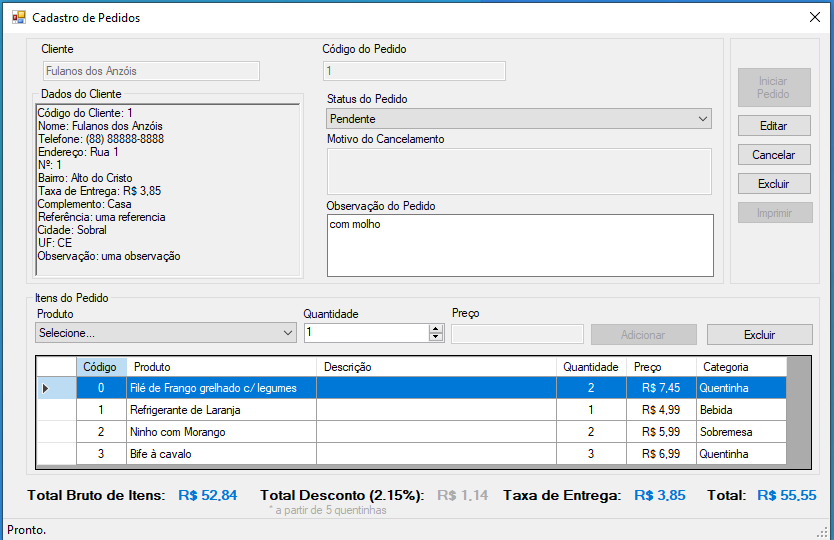 Cadastro de Pedidos
Cliente
Fulanos dos Anzóis
Código do Pedido
1
Dados do Cliente
Código do Cliente: 1
Nome: Fulanos dos Anzóis
Telefone: (88) 88888-8888
Endereço: Rua 1
Nº: 1
Bairro: Alto do Cristo
Taxa de Entrega: R$ 3,85
Complemento: Casa
Referência: uma referencia
Cidade: Sobral
UF: CE
Observação: uma observação
Status do Pedido
Pendente
Motivo do Cancelamento
Observação do Pedido
com molho
Iniciar
Pedido
Editar
Cancelar
Excluir
Imprimir
Itens do Pedido
Produto
Selecione...
Quantidade
1
Preço
Adicionar
Excluir
Código Produto Descrição Quantidade Preço Categoria
0 Filé de Frango grelhado c/ legumes 2 R$ 7,45 Quentinha
1 Refrigerante de Laranja 1 R$ 4,99 Bebida
2 Ninho com Morango 2 R$ 5,99 Sobremesa
3 Bife à cavalo 3 R$ 6,99 Quentinha
Total Bruto de Itens: R$ 52,84 Total Desconto (2.15%): R$ 1,14 Taxa de Entrega: R$ 3,85 Total: R$ 55,55
* a partir de 5 quentinhas
Pronto.